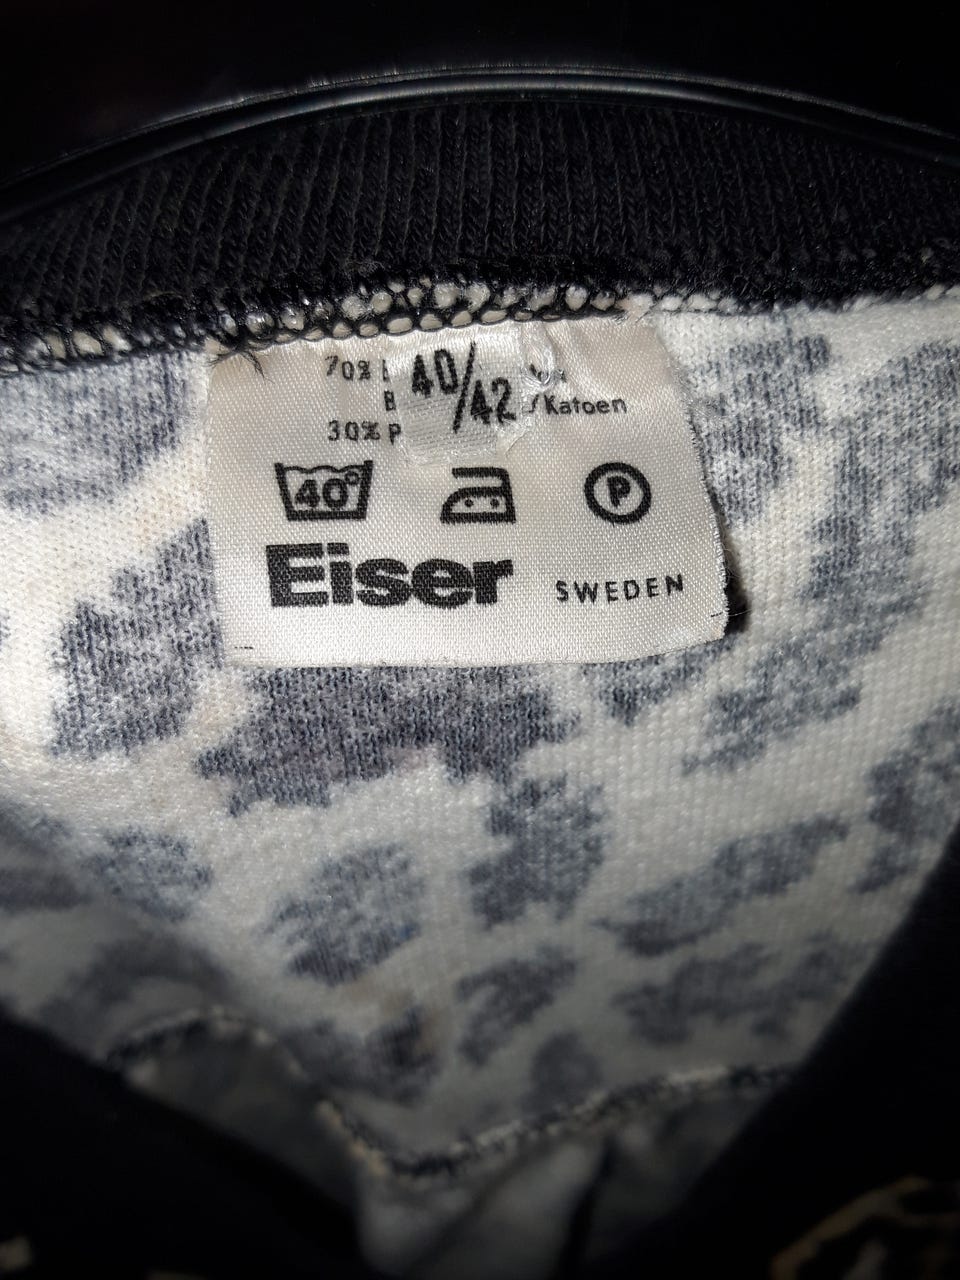 70%
40/42
B /Katoen
30% P
40°
P
Eiser SWEDEN